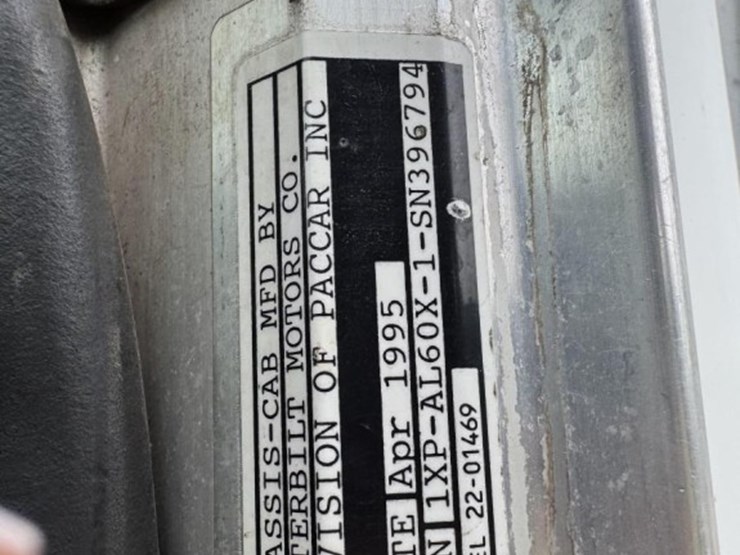 ASSIS-CAB MFD BY
TERBILT MOTORS CO.
VISION OF PACCAR INC
TE Apr 1995
N 1XP-AL60X-1-SN396794
EL 22-01469